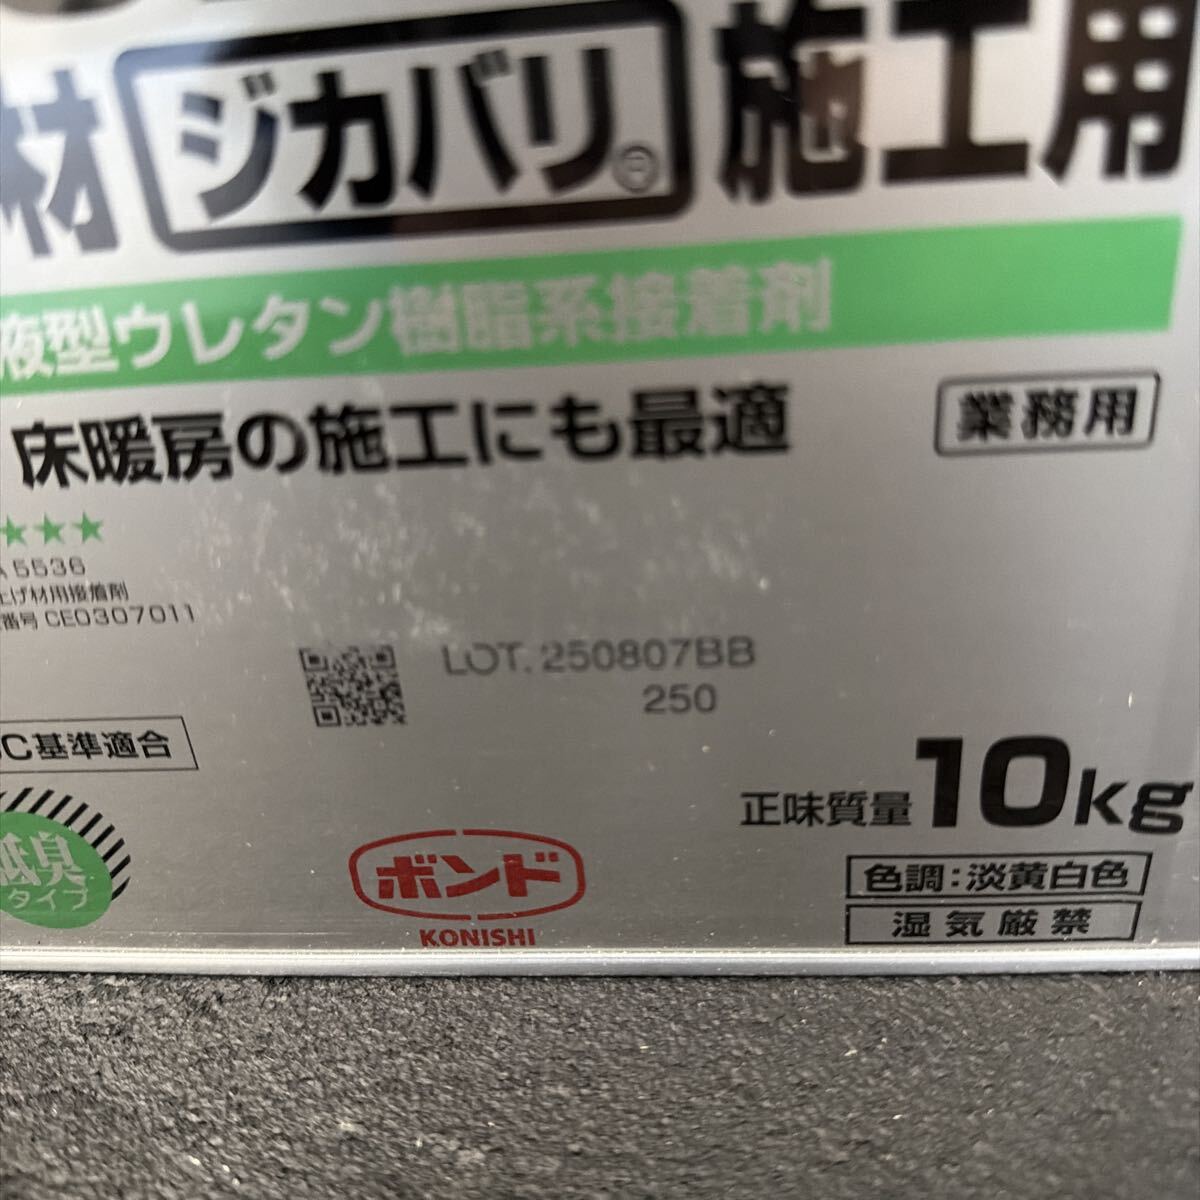 材 ジカバリ® 施工用
液型ウレタン樹脂系接着剤
床暖房の施工にも最適
業務用
★★★
A 5536
上げ材用接着剤
番号 CE0307011
LOT. 250807BB
250
C基準適合
低臭
タイプ
正味質量 10kg
色調:淡黄白色
湿気厳禁
ボンド
KONISHI